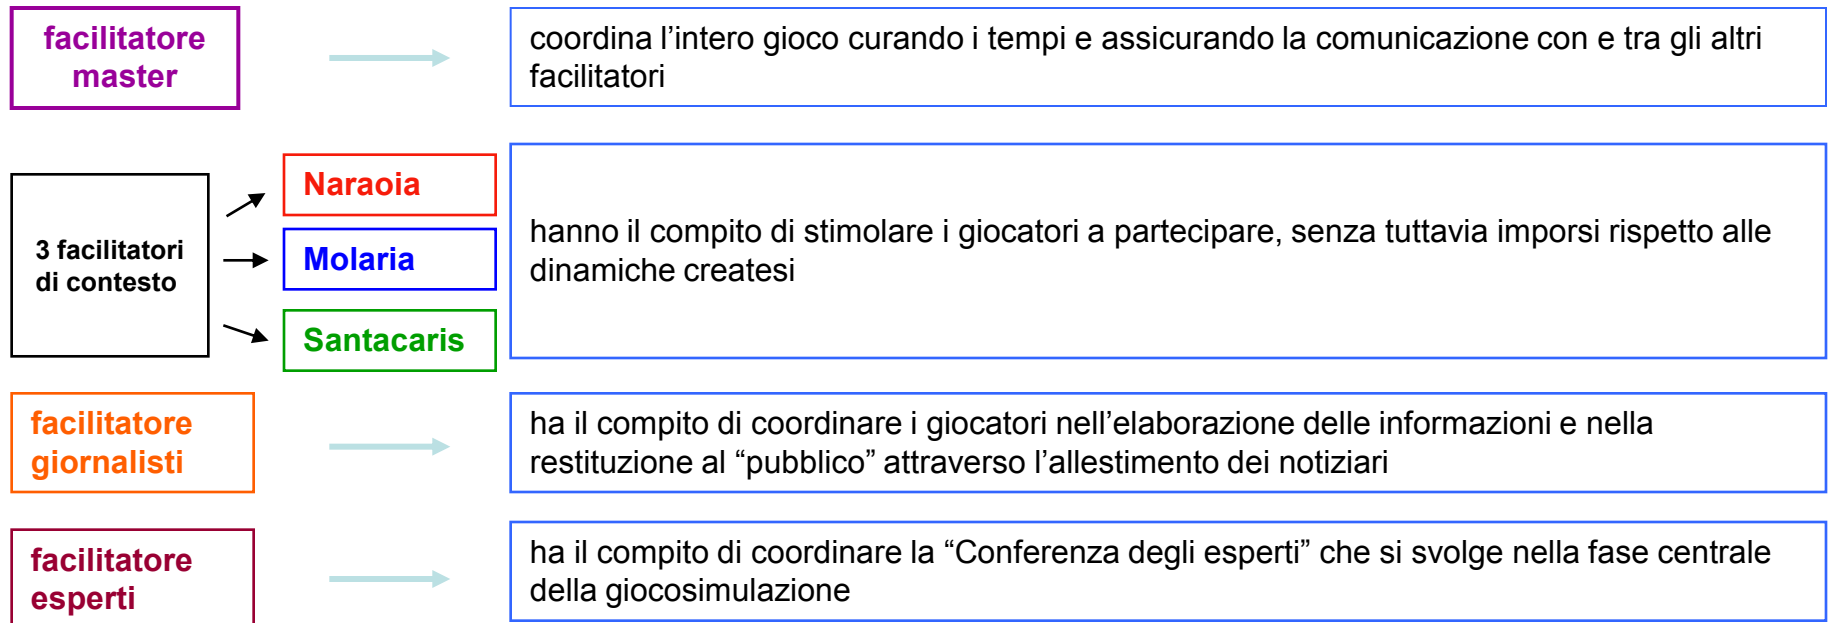 facilitatore
master
coordina l’intero gioco curando i tempi e assicurando la comunicazione con e tra gli altri
facilitatori
3 facilitatori
di contesto
Naraoia
Molaria
Santacaris
hanno il compito di stimolare i giocatori a partecipare, senza tuttavia imporsi rispetto alle
dinamiche createsi
facilitatore
giornalisti
ha il compito di coordinare i giocatori nell’elaborazione delle informazioni e nella
restituzione al “pubblico” attraverso l’allestimento dei notiziari
facilitatore
esperti
ha il compito di coordinare la “Conferenza degli esperti” che si svolge nella fase centrale
della giocosimulazione